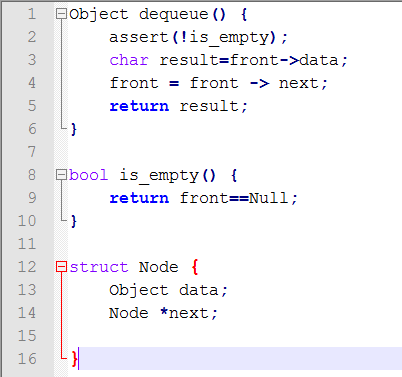 1 Object dequeue() {
2     assert(!is_empty);
3     char result=front->data;
4     front = front -> next;
5     return result;
6 }
7
8 bool is_empty() {
9     return front==Null;
10 }
11
12 struct Node {
13     Object data;
14     Node *next;
15
16 }